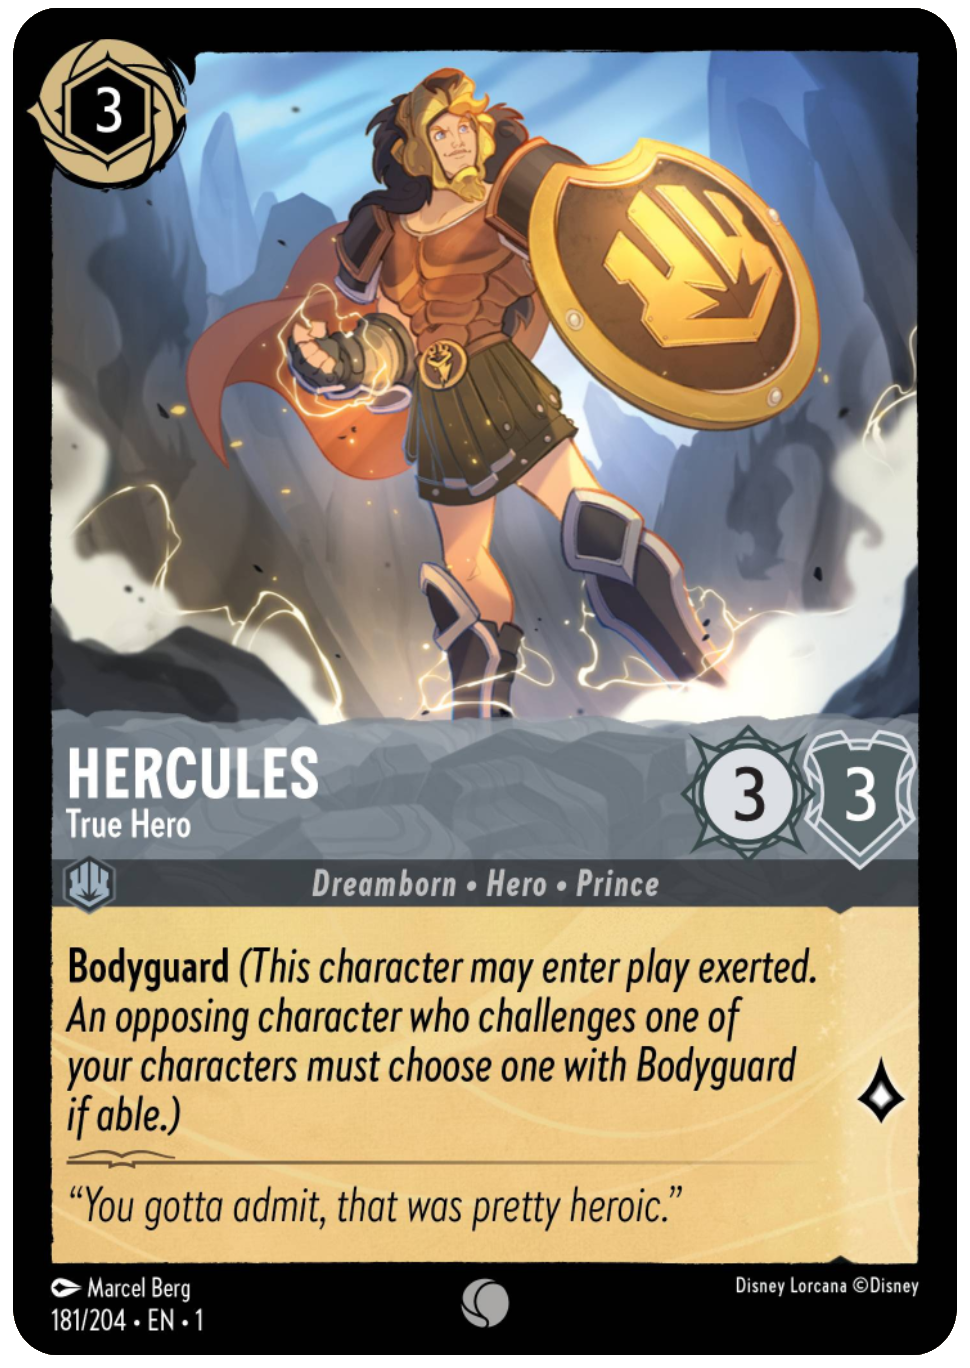 3
HERCULES
True Hero
3
3
Dreamborn • Hero • Prince
Bodyguard (This character may enter play exerted.
An opposing character who challenges one of
your characters must choose one with Bodyguard
if able.)
“You gotta admit, that was pretty heroic.”
Marcel Berg
181/204 • EN • 1
Disney Lorcana ©Disney